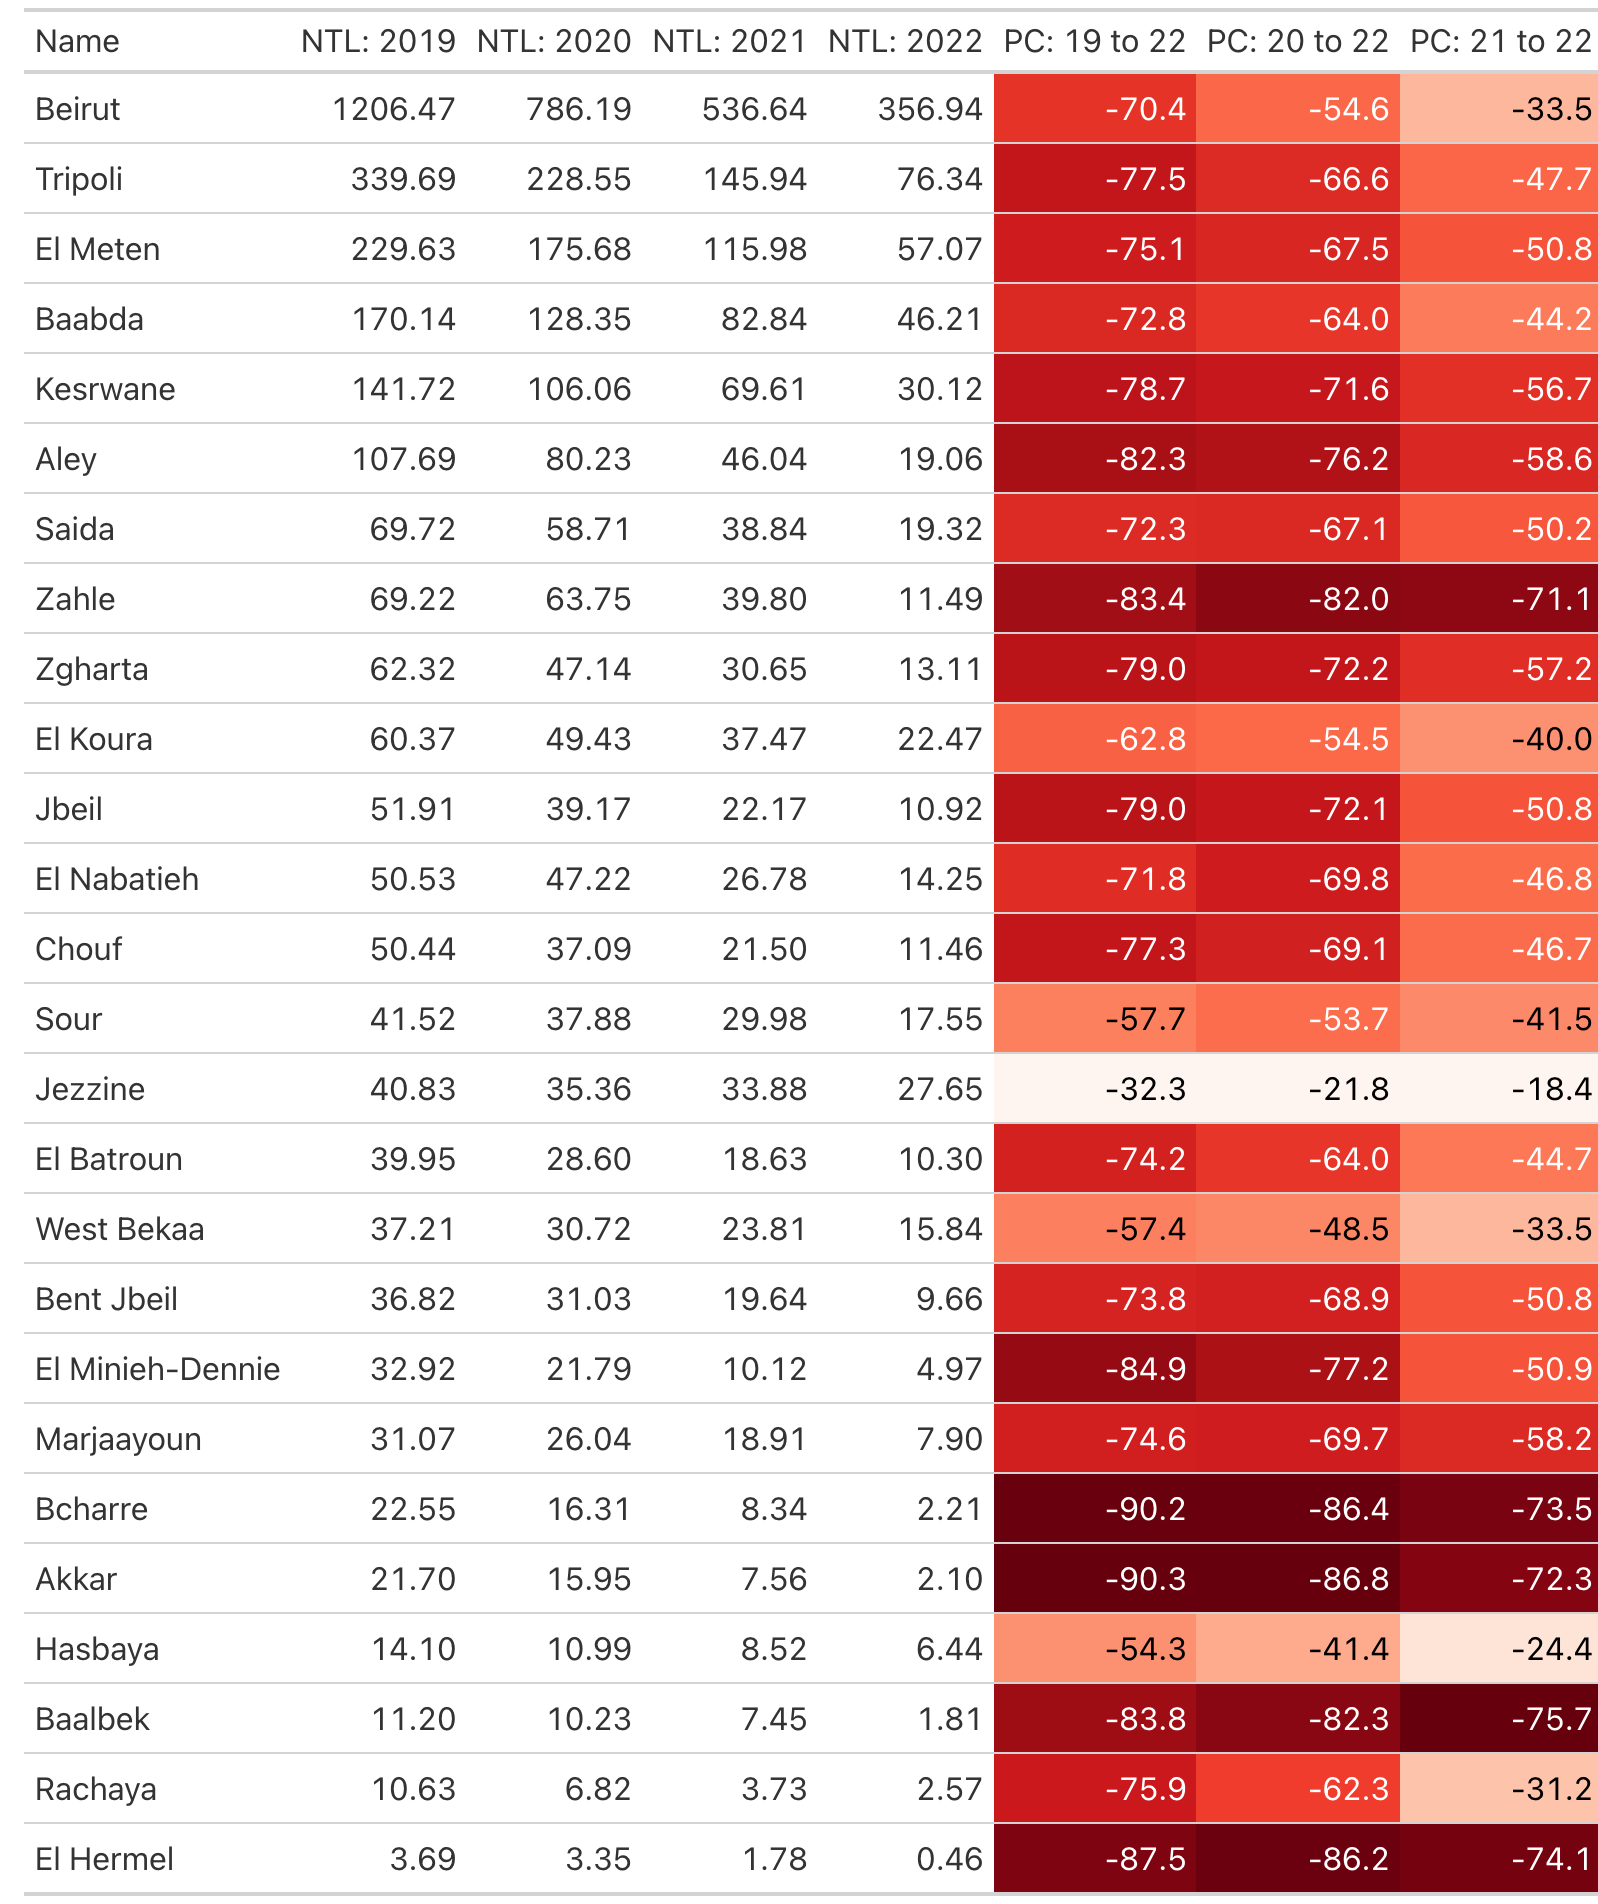 Name NTL: 2019 NTL: 2020 NTL: 2021 NTL: 2022 PC: 19 to 22 PC: 20 to 22 PC: 21 to 22
Beirut 1206.47 786.19 536.64 356.94 -70.4 -54.6 -33.5
Tripoli 339.69 228.55 145.94 76.34 -77.5 -66.6 -47.7
El Meten 229.63 175.68 115.98 57.07 -75.1 -67.5 -50.8
Baabda 170.14 128.35 82.84 46.21 -72.8 -64.0 -44.2
Kesrwane 141.72 106.06 69.61 30.12 -78.7 -71.6 -56.7
Aley 107.69 80.23 46.04 19.06 -82.3 -76.2 -58.6
Saida 69.72 58.71 38.84 19.32 -72.3 -67.1 -50.2
Zahle 69.22 63.75 39.80 11.49 -83.4 -82.0 -71.1
Zgharta 62.32 47.14 30.65 13.11 -79.0 -72.2 -57.2
El Koura 60.37 49.43 37.47 22.47 -62.8 -54.5 -40.0
Jbeil 51.91 39.17 22.17 10.92 -79.0 -72.1 -50.8
El Nabatieh 50.53 47.22 26.78 14.25 -71.8 -69.8 -46.8
Chouf 50.44 37.09 21.50 11.46 -77.3 -69.1 -46.7
Sour 41.52 37.88 29.98 17.55 -57.7 -53.7 -41.5
Jezzine 40.83 35.36 33.88 27.65 -32.3 -21.8 -18.4
El Batroun 39.95 28.60 18.63 10.30 -74.2 -64.0 -44.7
West Bekaa 37.21 30.72 23.81 15.84 -57.4 -48.5 -33.5
Bent Jbeil 36.82 31.03 19.64 9.66 -73.8 -68.9 -50.8
El Minieh-Dennie 32.92 21.79 10.12 4.97 -84.9 -77.2 -50.9
Marjaayoun 31.07 26.04 18.91 7.90 -74.6 -69.7 -58.2
Bcharre 22.55 16.31 8.34 2.21 -90.2 -86.4 -73.5
Akkar 21.70 15.95 7.56 2.10 -90.3 -86.8 -72.3
Hasbaya 14.10 10.99 8.52 6.44 -54.3 -41.4 -24.4
Baalbek 11.20 10.23 7.45 1.81 -83.8 -82.3 -75.7
Rachaya 10.63 6.82 3.73 2.57 -75.9 -62.3 -31.2
El Hermel 3.69 3.35 1.78 0.46 -87.5 -86.2 -74.1